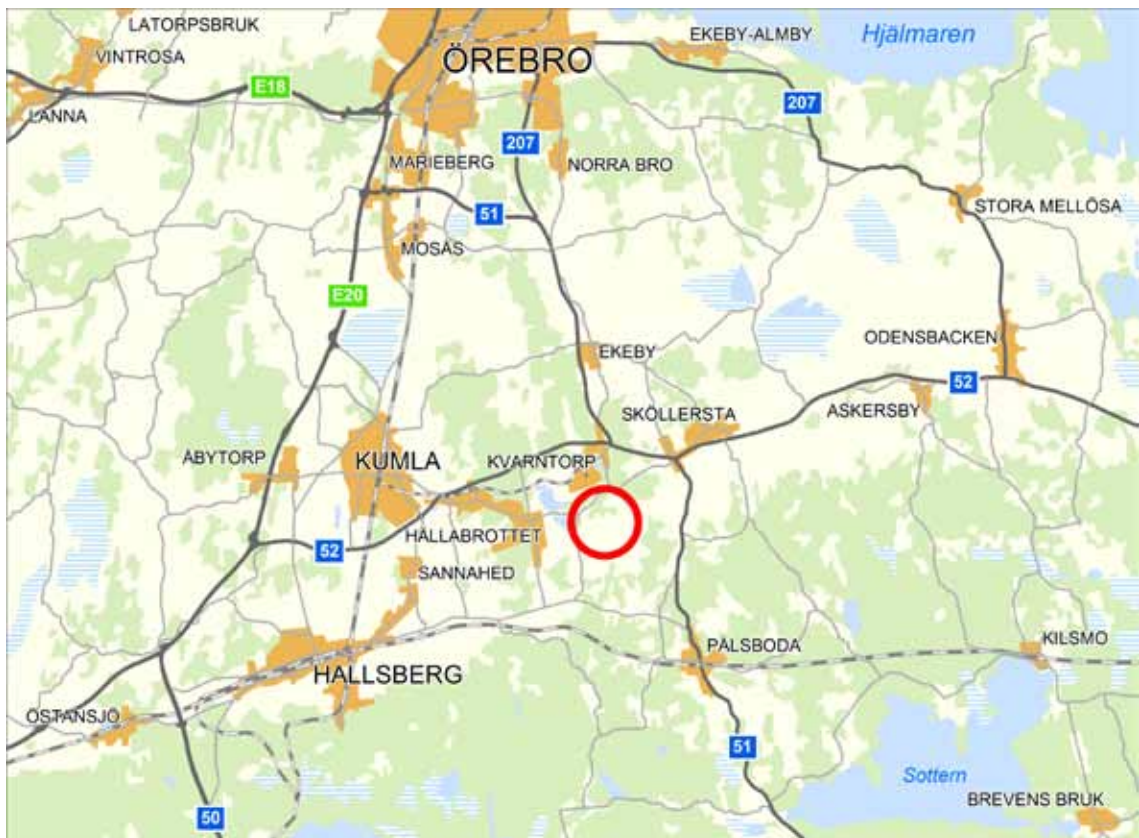 LATORPSBRUK
VINTROSA
ÖREBRO
EKEBY-ALMBY
Hjälmaren
E18
LANNA
207
207
MARIEBERG
NORRA BRO
51
STORA MELLÖSA
MOSÅS
E20
EKEBY
ODENSBACKEN
52
SKÖLLERSTA
ASKERSBY
ÅBYTORP
KUMLA
KVARNTORP
HÄLLABROTTET
52
SANNAHED
PÅLSBODA
KILSMO
HALLSBERG
ÖSTANSJÖ
51
Sottern
BREVENS BRUK
50